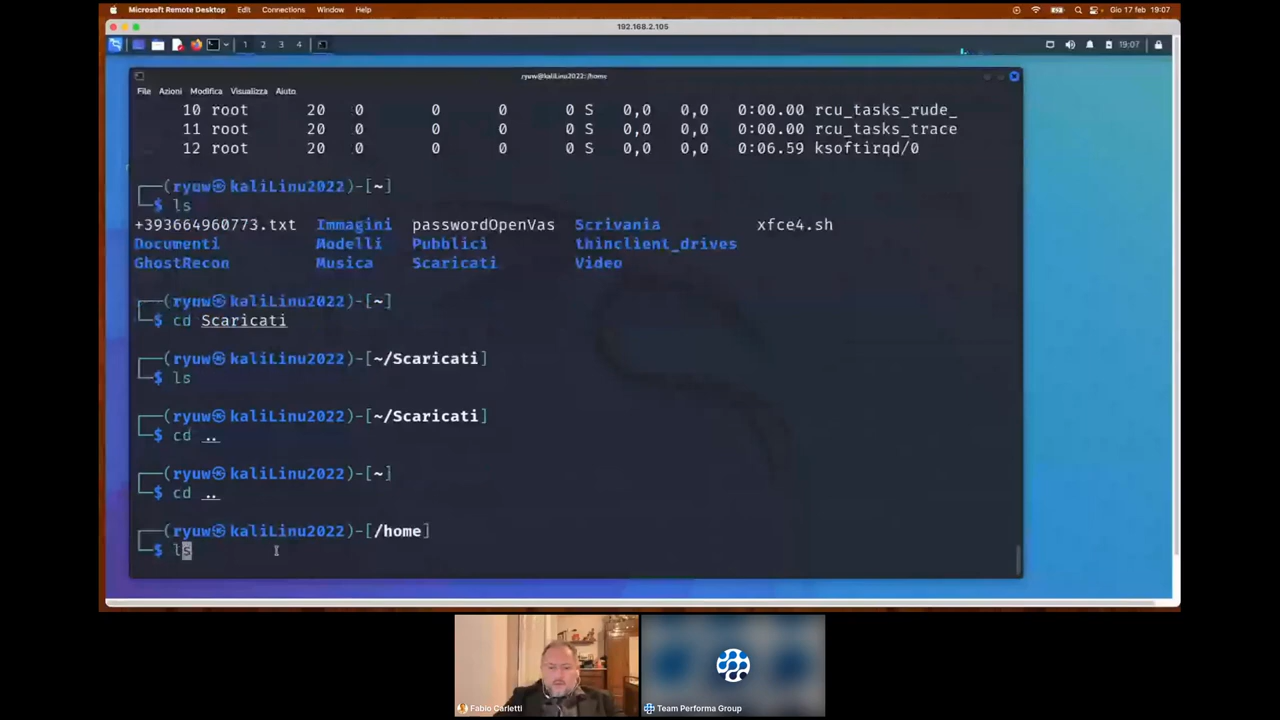 Microsoft Remote Desktop Edit Connections Window Help Gio 17 feb 19:07
192.168.2.105
1 2 3 4 19:07
ryuw@kaliLinu2022: /home
File Azioni Modifica Visualizza Aiuto
10 root 20 0 0 0 0 S 0,0 0,0 0:00.00 rcu_tasks_rude_
11 root 20 0 0 0 0 S 0,0 0,0 0:00.00 rcu_tasks_trace
12 root 20 0 0 0 0 S 0,0 0,0 0:06.59 ksoftirqd/0
(ryuw㉿kaliLinu2022)-[~]
$ ls
+393664960773.txt Immagini passwordOpenVas Scrivania xfce4.sh
Documenti Modelli Pubblici thinclient_drives
GhostRecon Musica Scaricati Video
(ryuw㉿kaliLinu2022)-[~]
$ cd Scaricati
(ryuw㉿kaliLinu2022)-[~/Scaricati]
$ ls
(ryuw㉿kaliLinu2022)-[~/Scaricati]
$ cd ..
(ryuw㉿kaliLinu2022)-[~]
$ cd ..
(ryuw㉿kaliLinu2022)-[/home]
$ ls
Fabio Carletti Team Performa Group